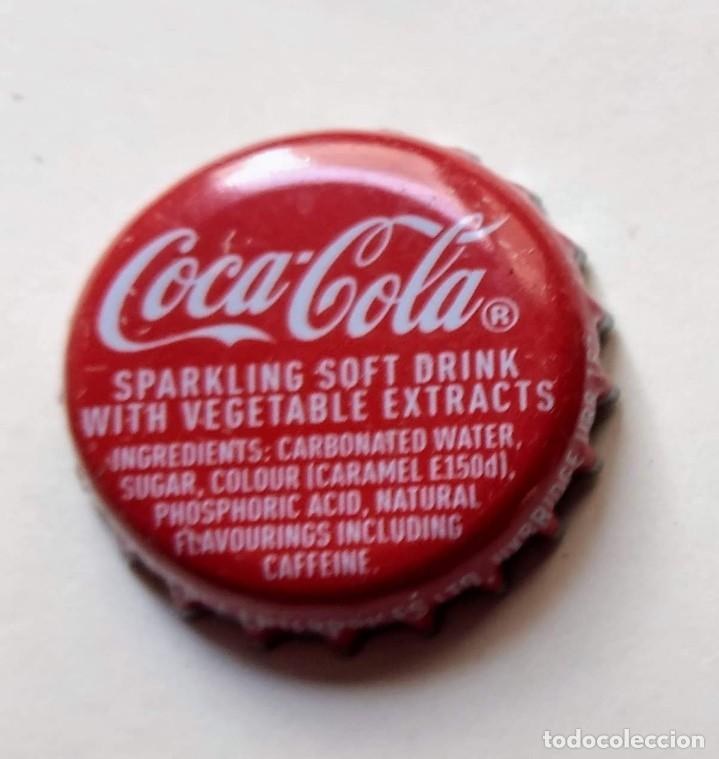 Coca-Cola®
SPARKLING SOFT DRINK
WITH VEGETABLE EXTRACTS
INGREDIENTS: CARBONATED WATER,
SUGAR, COLOUR (CARAMEL E150d),
PHOSPHORIC ACID, NATURAL
FLAVOURINGS INCLUDING
CAFFEINE.
todocoleccion